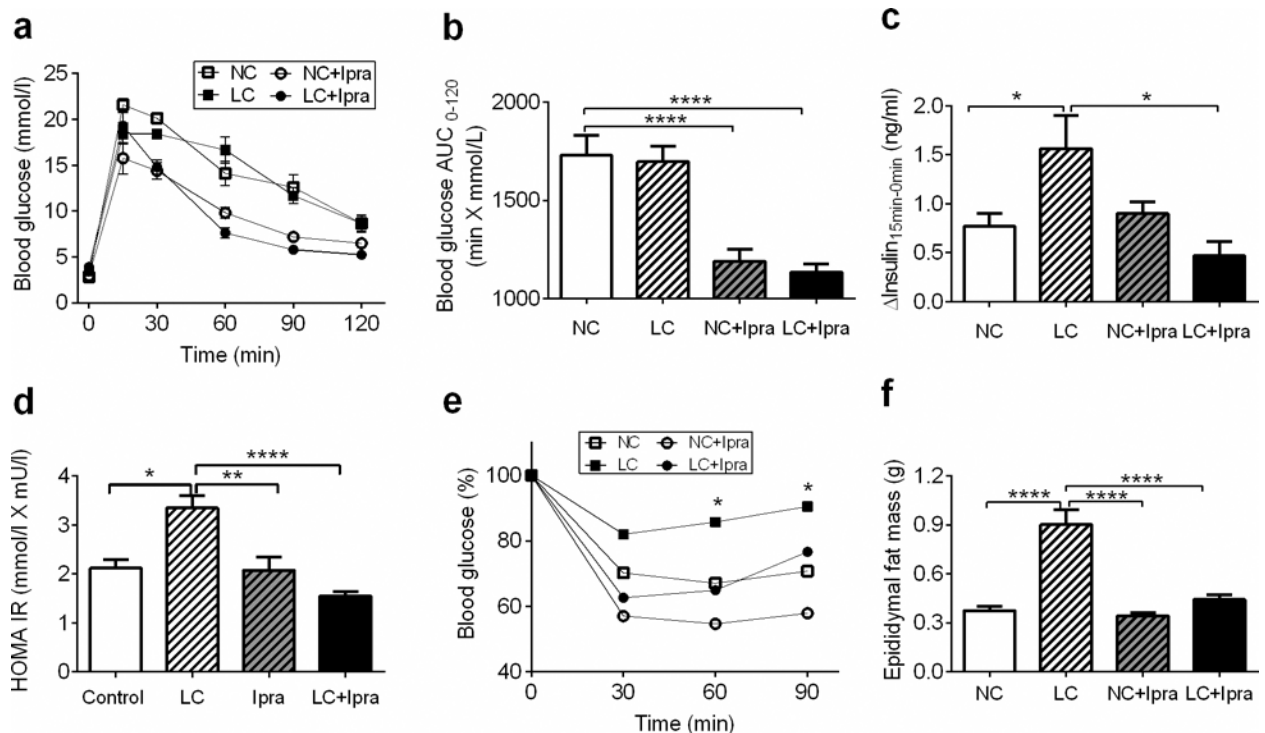 a
Blood glucose (mmol/l)
25
20
15
10
5
0
NC NC+Ipra
LC LC+Ipra
0 30 60 90 120
Time (min)
b
Blood glucose AUC 0-120
(min X mmol/L)
2000
1500
1000
****
****
NC LC NC+Ipra LC+Ipra
c
ΔInsulin15min-0min (ng/ml)
2.0
1.5
1.0
0.5
0.0
* *
NC LC NC+Ipra LC+Ipra
d
HOMA IR (mmol/l X mU/l)
4
3
2
1
0
****
* **
Control LC Ipra LC+Ipra
e
Blood glucose (%)
100
80
60
40
NC NC+Ipra
LC LC+Ipra
* *
0 30 60 90
Time (min)
f
Epididymal fat mass (g)
1.2
0.9
0.6
0.3
0.0
****
**** ****
NC LC NC+Ipra LC+Ipra